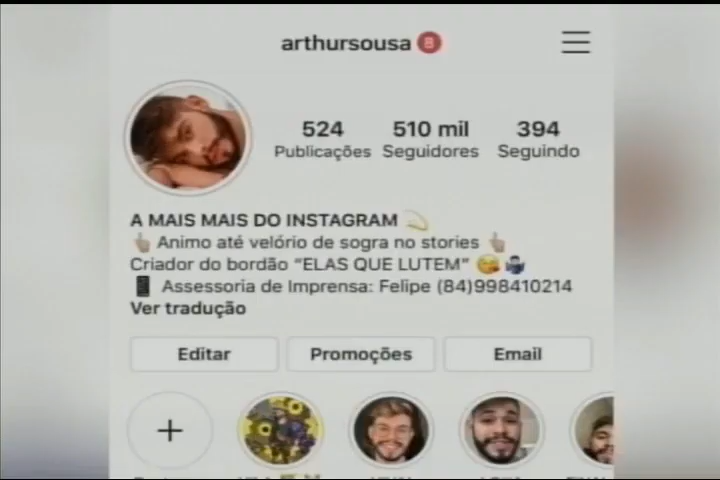 arthursousa 8
524 510 mil 394
Publicações Seguidores Seguindo
A MAIS MAIS DO INSTAGRAM 💫
👆🏼 Animo até velório de sogra no stories 👆🏼
Criador do bordão “ELAS QUE LUTEM” 😘🤷🏻‍♂️
📱 Assessoria de Imprensa: Felipe (84)998410214
Ver tradução
Editar Promoções Email